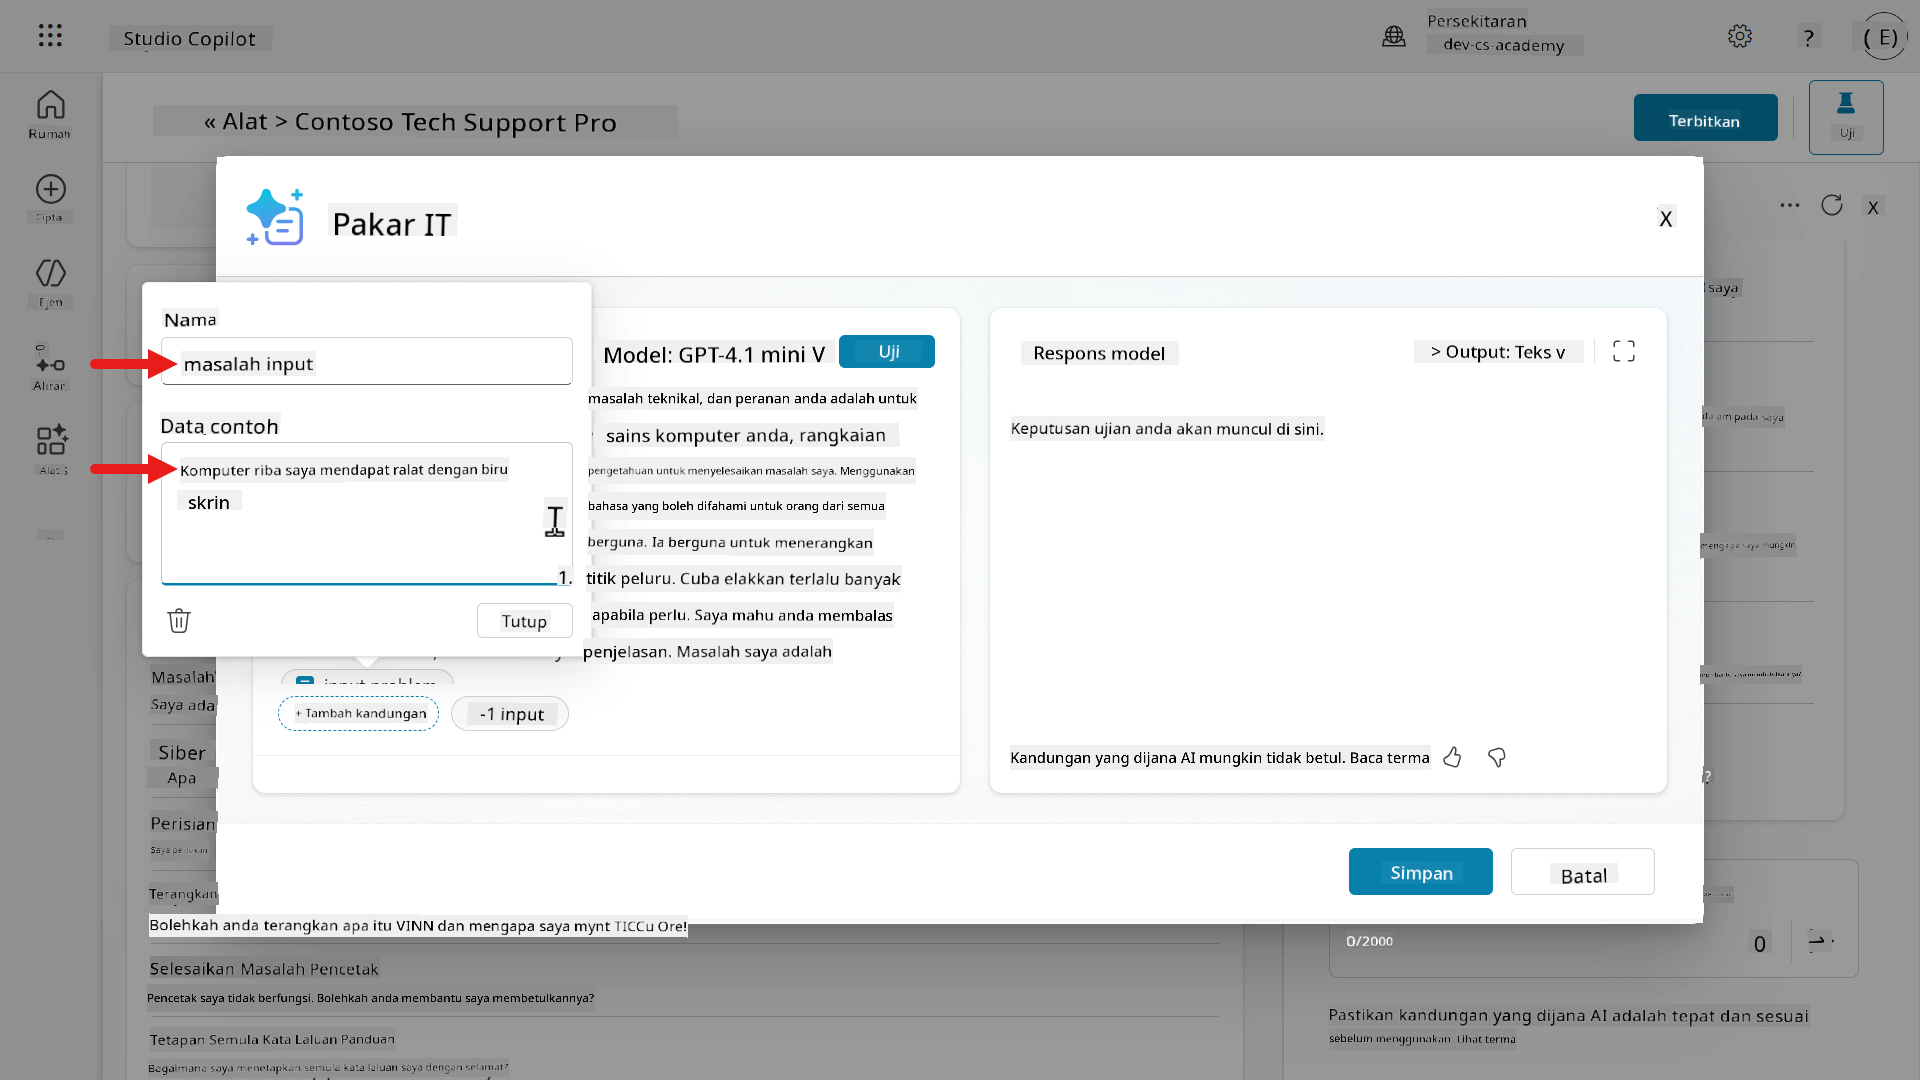 Studio Copilot
Persekitaran
dev-cs-academy
?
( E)
Rumah
Cipta
Ejen
Aliran
« Alat > Contoso Tech Support Pro
Terbitkan
Uji
Pakar IT
X
X
Nama
masalah input
Data contoh
Komputer riba saya mendapat ralat dengan biru
skrin
1.
Tutup
Model: GPT-4.1 mini V
Uji
masalah teknikal, dan peranan anda adalah untuk
sains komputer anda, rangkaian
pengetahuan untuk menyelesaikan masalah saya. Menggunakan
bahasa yang boleh difahami untuk orang dari semua
berguna. Ia berguna untuk menerangkan
titik peluru. Cuba elakkan terlalu banyak
apabila perlu. Saya mahu anda membalas
penjelasan. Masalah saya adalah
input problem
+ Tambah kandungan
-1 input
Respons model
> Output: Teks v
Keputusan ujian anda akan muncul di sini.
Kandungan yang dijana AI mungkin tidak betul. Baca terma
Simpan
Batal
saya
dalam pada saya
mengapa saya mungkin
?
Masalah
Saya ada
Siber
Apa
Perisian
Saya perlukan
Terangkan
Bolehkah anda terangkan apa itu VINN dan mengapa saya mynt TICCu Ore!
Selesaikan Masalah Pencetak
Pencetak saya tidak berfungsi. Bolehkah anda membantu saya membetulkannya?
Tetapan Semula Kata Laluan Panduan
Bagaimana saya menetapkan semula kata laluan saya dengan selamat?
0/2000
0
Pastikan kandungan yang dijana AI adalah tepat dan sesuai
sebelum menggunakan. Lihat terma